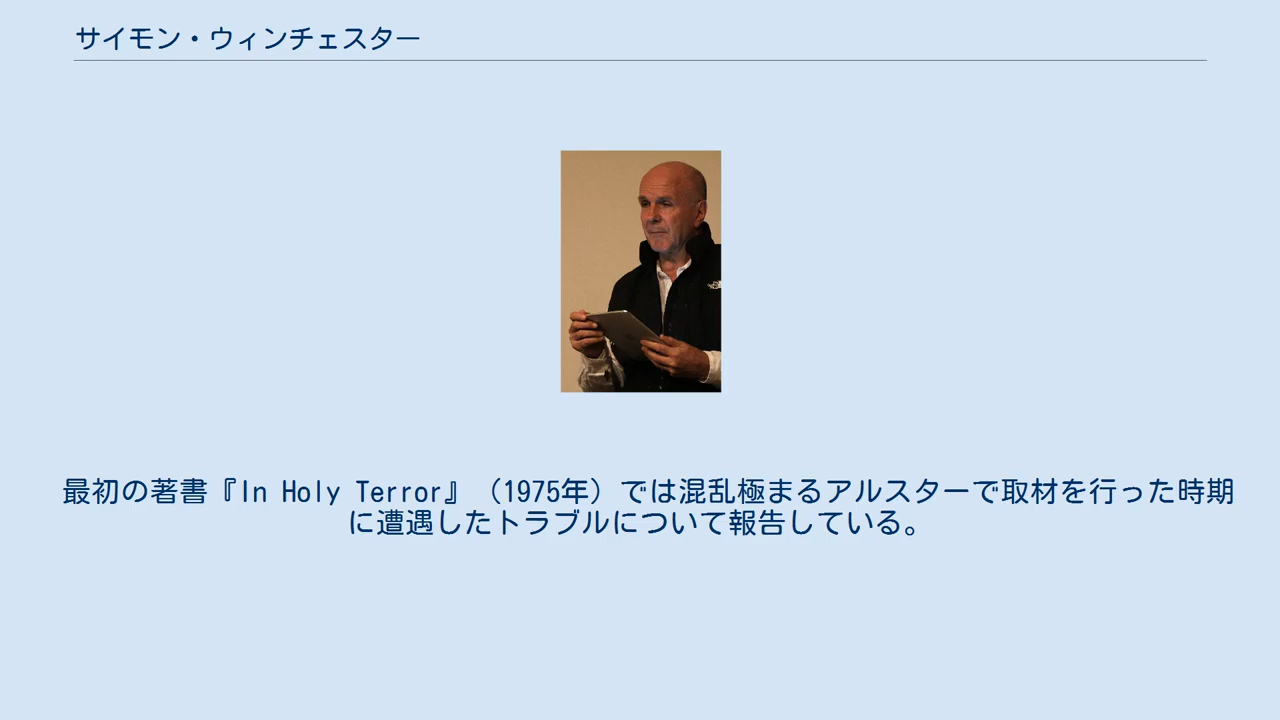 サイモン・ウィンチェスター
最初の著書『In Holy Terror』（1975年）では混乱極まるアルスターで取材を行った時期
に遭遇したトラブルについて報告している。